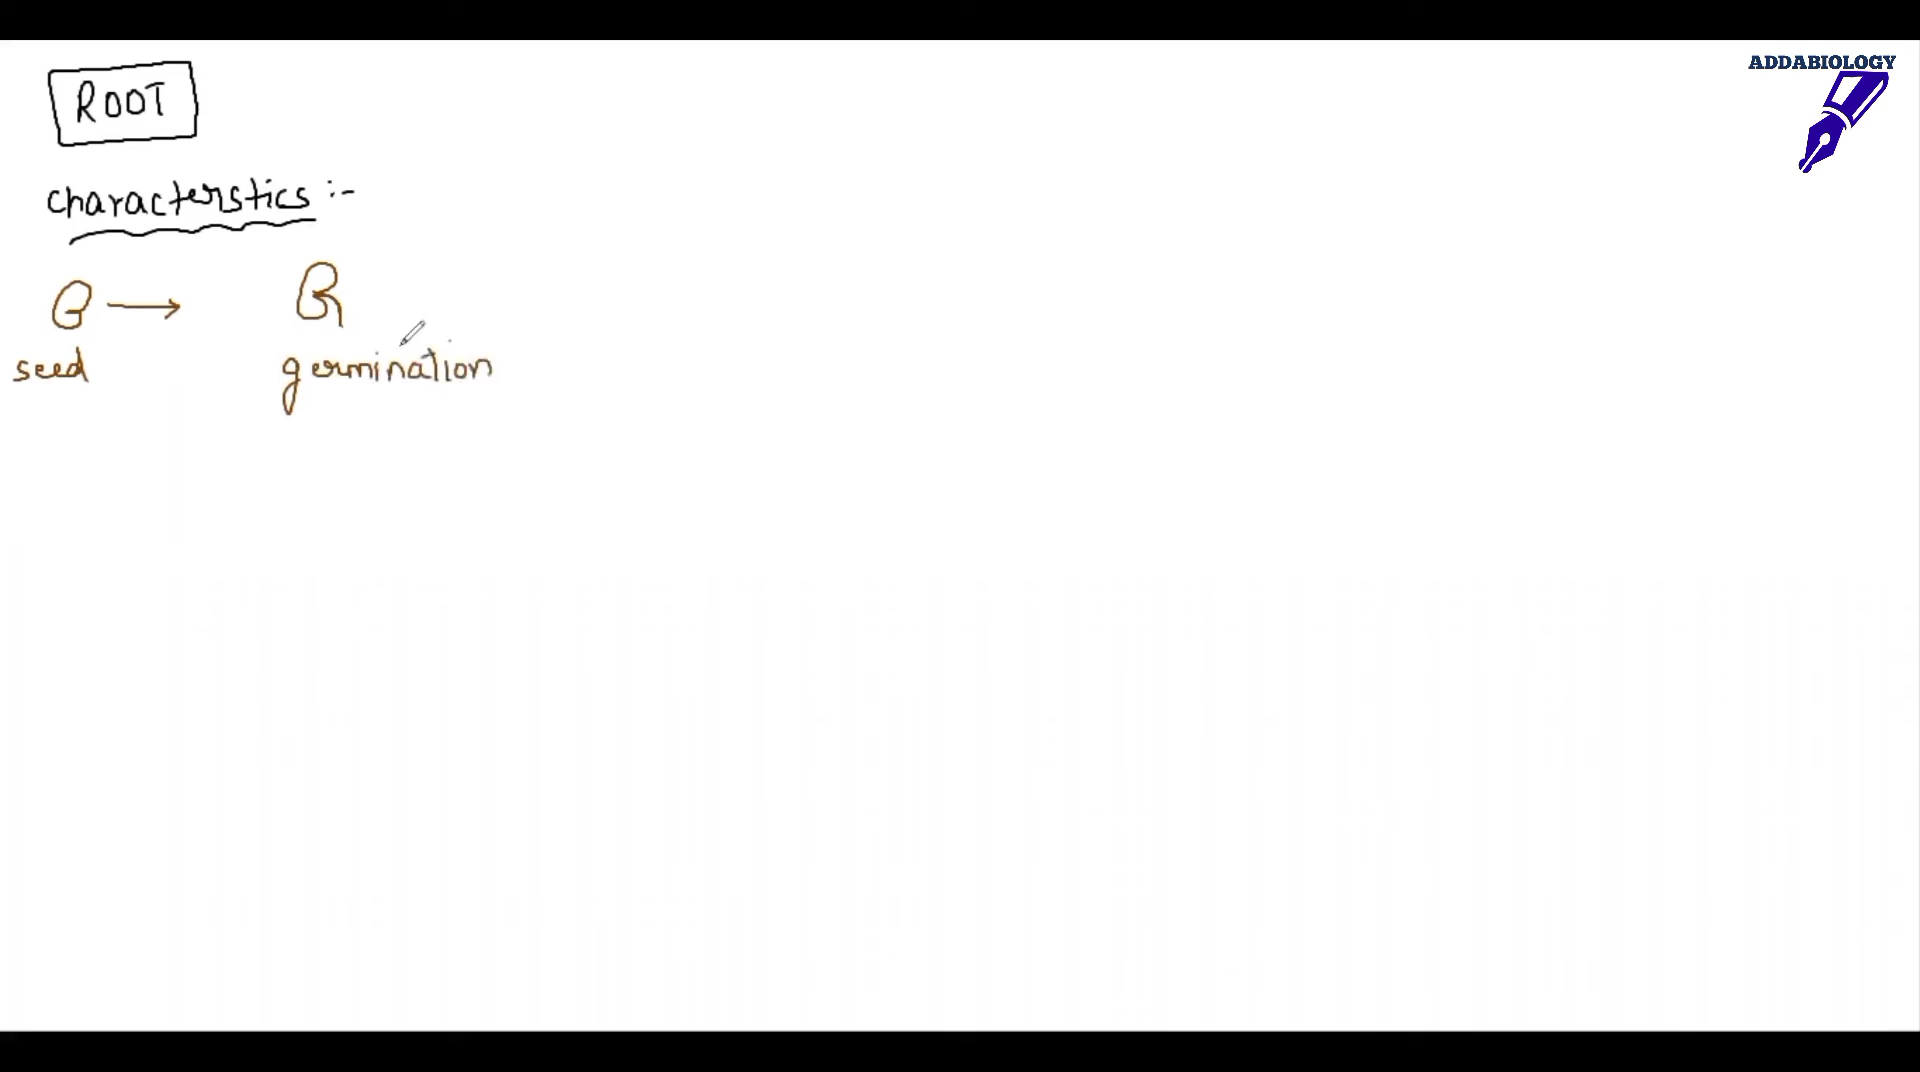 ROOT
ADDABIOLOGY
characterstics :-
seed
germination